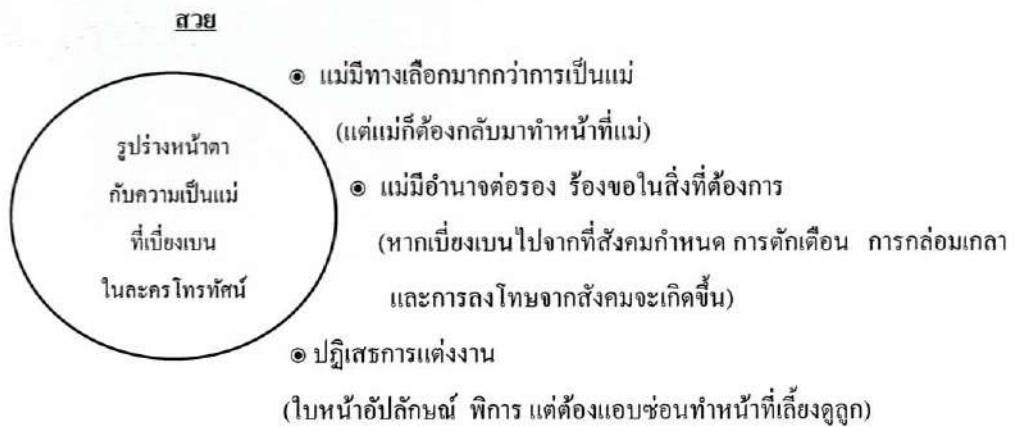 สวย
◉ แม่มีทางเลือกมากกว่าการเป็นแม่
(แต่แม่ก็ต้องกลับมาทำหน้าที่แม่)
รูปร่างหน้าตา
กับความเป็นแม่
ที่เบี่ยงเบน
ในละครโทรทัศน์
◉ แม่มีอำนาจต่อรอง ร้องขอในสิ่งที่ต้องการ
(หากเบี่ยงเบนไปจากที่สังคมกำหนด การตักเตือน การกล่อมเกลา
และการลงโทษจากสังคมจะเกิดขึ้น)
◉ ปฏิเสธการแต่งงาน
(ใบหน้าอัปลักษณ์ พิการ แต่ต้องแอบซ่อนทำหน้าที่เลี้ยงดูลูก)